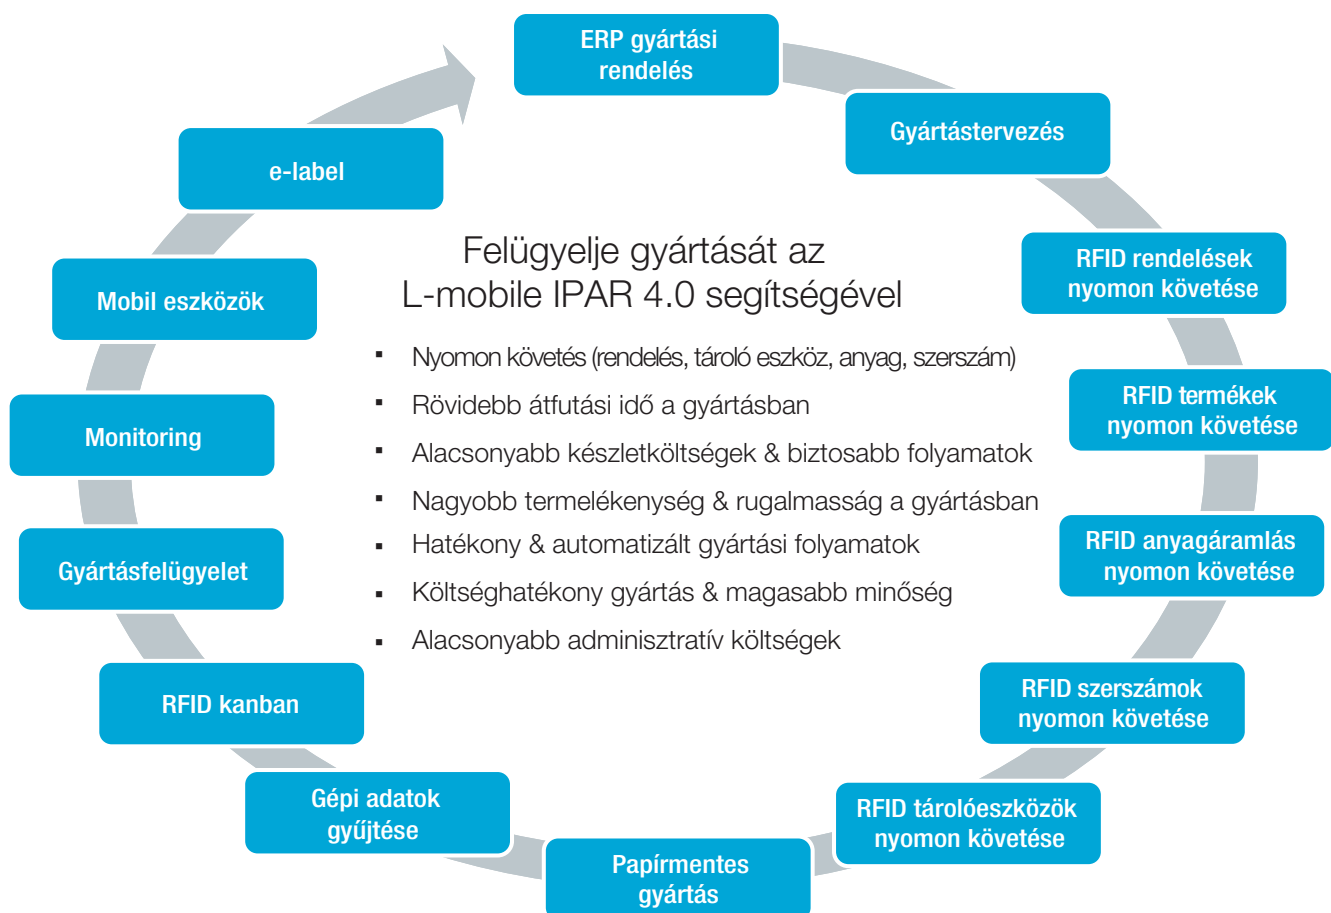 ERP gyártási
rendelés
Gyártástervezés
RFID rendelések
nyomon követése
RFID termékek
nyomon követése
RFID anyagáramlás
nyomon követése
RFID szerszámok
nyomon követése
RFID tárolóeszközök
nyomon követése
Papírmentes
gyártás
Gépi adatok
gyűjtése
RFID kanban
Gyártásfelügyelet
Monitoring
Mobil eszközök
e-label
Felügyelje gyártását az
L-mobile IPAR 4.0 segítségével
▪ Nyomon követés (rendelés, tároló eszköz, anyag, szerszám)
▪ Rövidebb átfutási idő a gyártásban
▪ Alacsonyabb készletköltségek & biztosabb folyamatok
▪ Nagyobb termelékenység & rugalmasság a gyártásban
▪ Hatékony & automatizált gyártási folyamatok
▪ Költséghatékony gyártás & magasabb minőség
▪ Alacsonyabb adminisztratív költségek